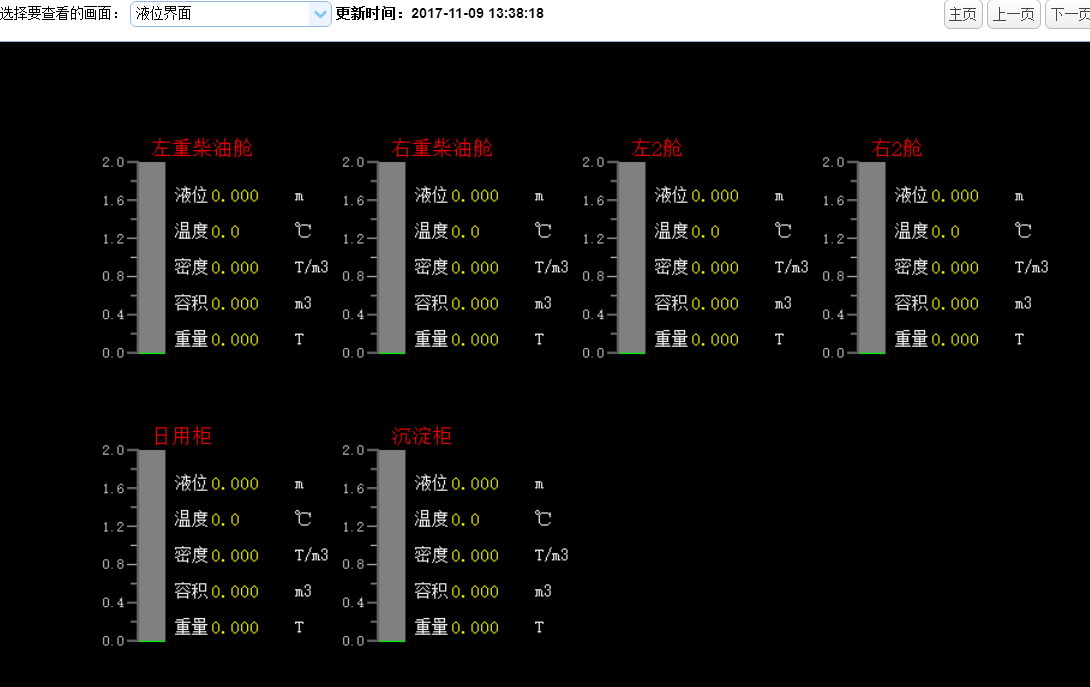 选择要查看的画面： 液位界面 更新时间：2017-11-09 13:38:18 主页 上一页 下一页
左重柴油舱 右重柴油舱 左2舱 右2舱
2.0 2.0 2.0 2.0
液位 0.000 m 液位 0.000 m 液位 0.000 m 液位 0.000 m
1.6 1.6 1.6 1.6
温度 0.0 ℃ 温度 0.0 ℃ 温度 0.0 ℃ 温度 0.0 ℃
1.2 1.2 1.2 1.2
密度 0.000 T/m3 密度 0.000 T/m3 密度 0.000 T/m3 密度 0.000 T/m3
0.8 0.8 0.8 0.8
容积 0.000 m3 容积 0.000 m3 容积 0.000 m3 容积 0.000 m3
0.4 0.4 0.4 0.4
重量 0.000 T 重量 0.000 T 重量 0.000 T 重量 0.000 T
0.0 0.0 0.0 0.0
日用柜 沉淀柜
2.0 2.0
液位 0.000 m 液位 0.000 m
1.6 1.6
温度 0.0 ℃ 温度 0.0 ℃
1.2 1.2
密度 0.000 T/m3 密度 0.000 T/m3
0.8 0.8
容积 0.000 m3 容积 0.000 m3
0.4 0.4
重量 0.000 T 重量 0.000 T
0.0 0.0